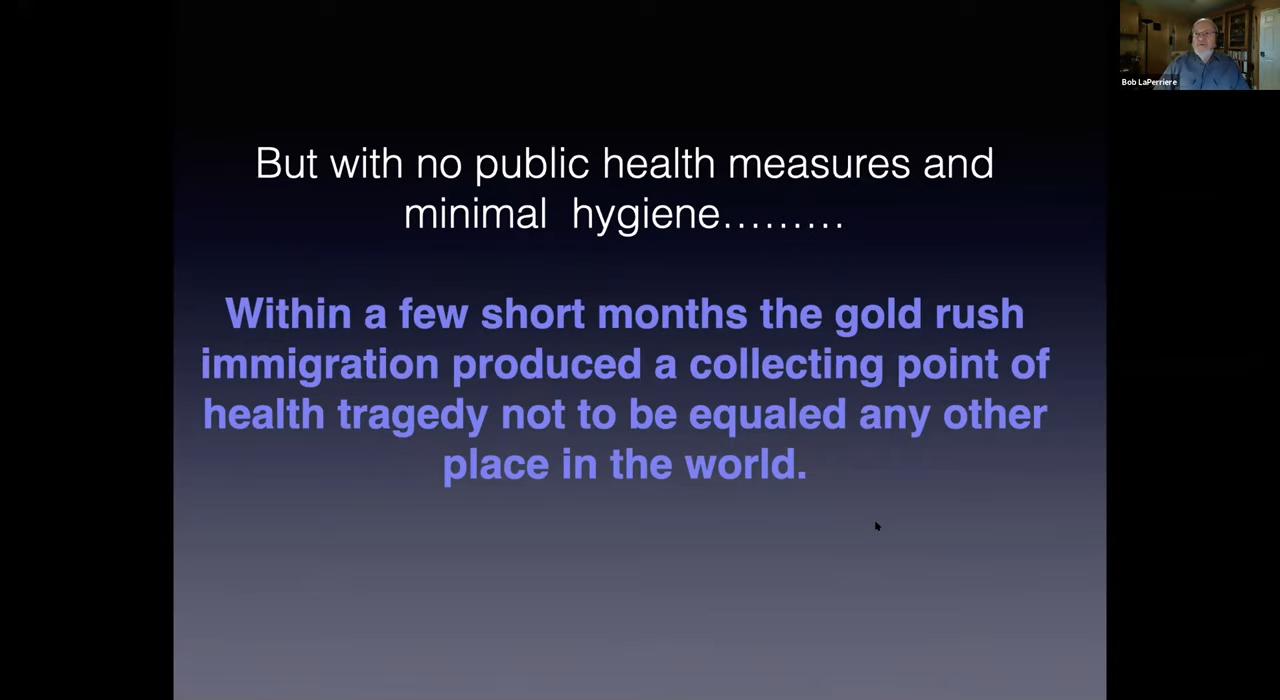 Bob LaPerriere
But with no public health measures and
minimal hygiene.........
Within a few short months the gold rush
immigration produced a collecting point of
health tragedy not to be equaled any other
place in the world.